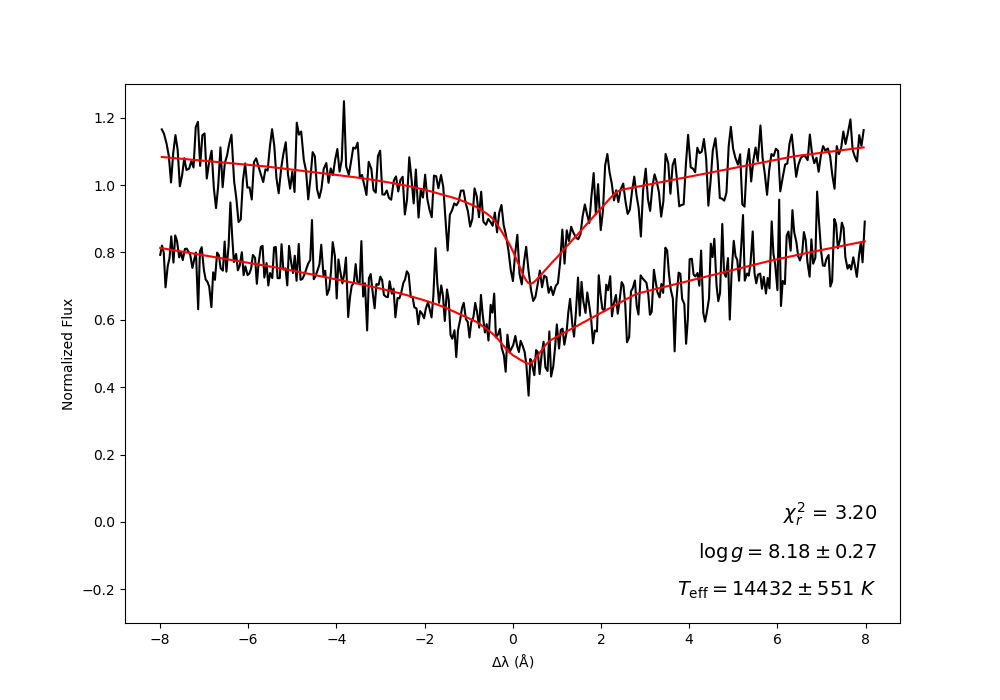 1.2
1.0
0.8
0.6
0.4
0.2
0.0
−0.2
Normalized Flux
χ²ᵣ = 3.20
log g = 8.18 ± 0.27
T_eff = 14432 ± 551 K
−8 −6 −4 −2 0 2 4 6 8
Δλ (Å)